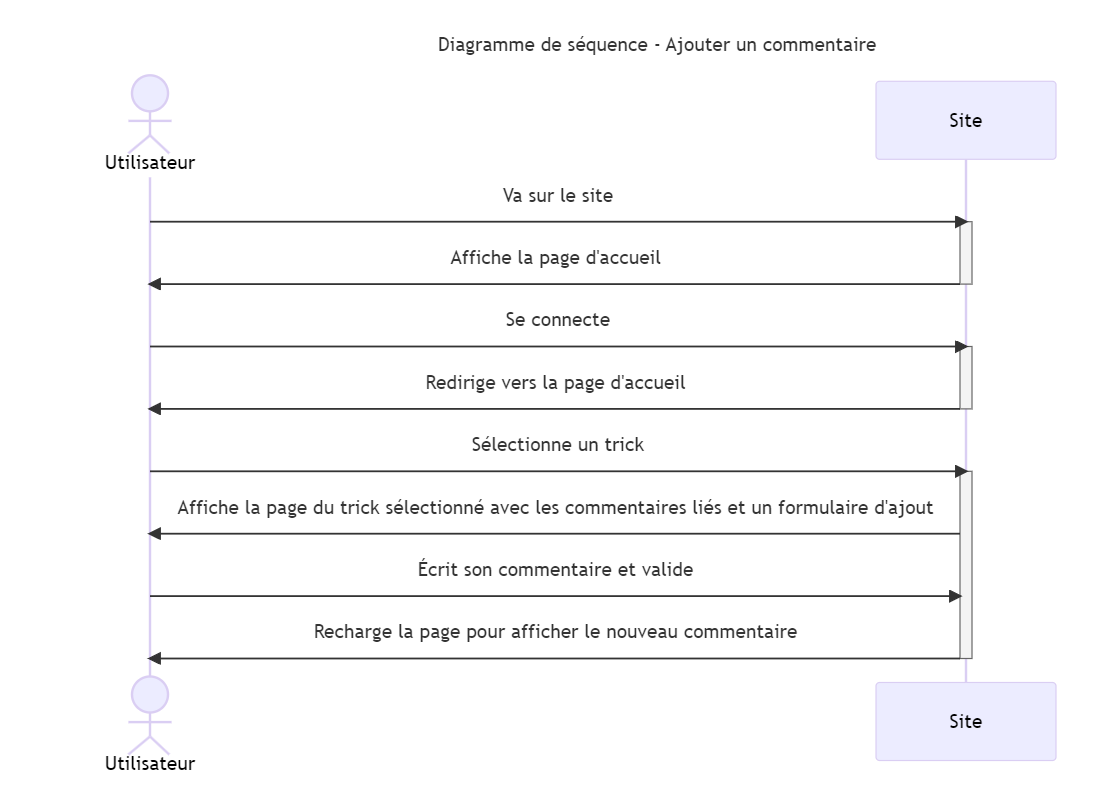 Diagramme de séquence - Ajouter un commentaire
Utilisateur
Site
Va sur le site
Affiche la page d'accueil
Se connecte
Redirige vers la page d'accueil
Sélectionne un trick
Affiche la page du trick sélectionné avec les commentaires liés et un formulaire d'ajout
Écrit son commentaire et valide
Recharge la page pour afficher le nouveau commentaire
Utilisateur
Site